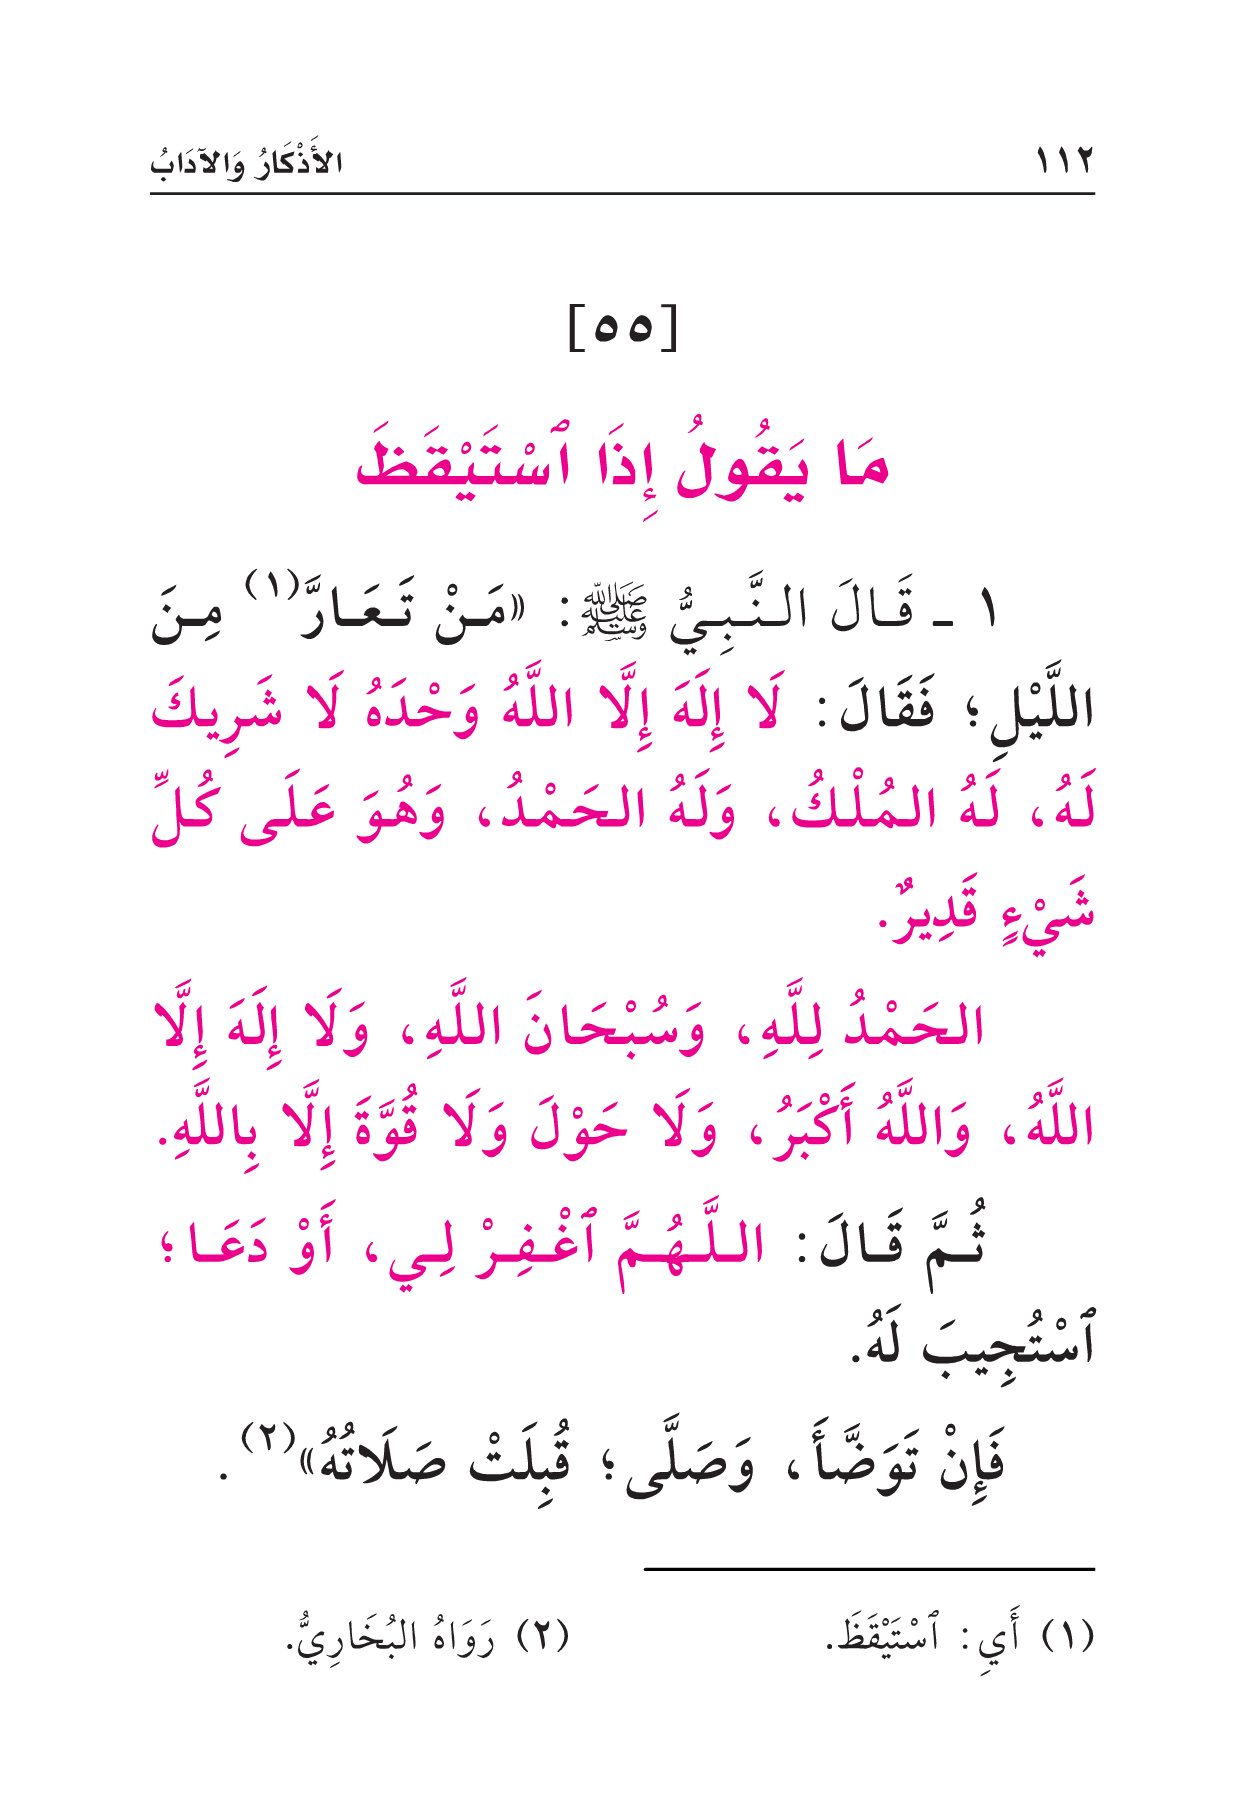 ١١٢ الأَذْكَارُ وَالآدَابُ
[٥٥]
مَا يَقُولُ إِذَا ٱسْتَيْقَظَ
١ ـ قَالَ النَّبِيُّ ﷺ: «مَنْ تَعَارَّ(١) مِنَ
اللَّيْلِ؛ فَقَالَ: لَا إِلَهَ إِلَّا اللَّهُ وَحْدَهُ لَا شَرِيكَ
لَهُ، لَهُ المُلْكُ، وَلَهُ الحَمْدُ، وَهُوَ عَلَى كُلِّ
شَيْءٍ قَدِيرٌ.
الحَمْدُ لِلَّهِ، وَسُبْحَانَ اللَّهِ، وَلَا إِلَهَ إِلَّا
اللَّهُ، وَاللَّهُ أَكْبَرُ، وَلَا حَوْلَ وَلَا قُوَّةَ إِلَّا بِاللَّهِ.
ثُمَّ قَالَ: اللَّهُمَّ ٱغْفِرْ لِي، أَوْ دَعَا؛
ٱسْتُجِيبَ لَهُ.
فَإِنْ تَوَضَّأَ، وَصَلَّى؛ قُبِلَتْ صَلَاتُهُ»(٢).
(١) أَيِ: ٱسْتَيْقَظَ. (٢) رَوَاهُ البُخَارِيُّ.